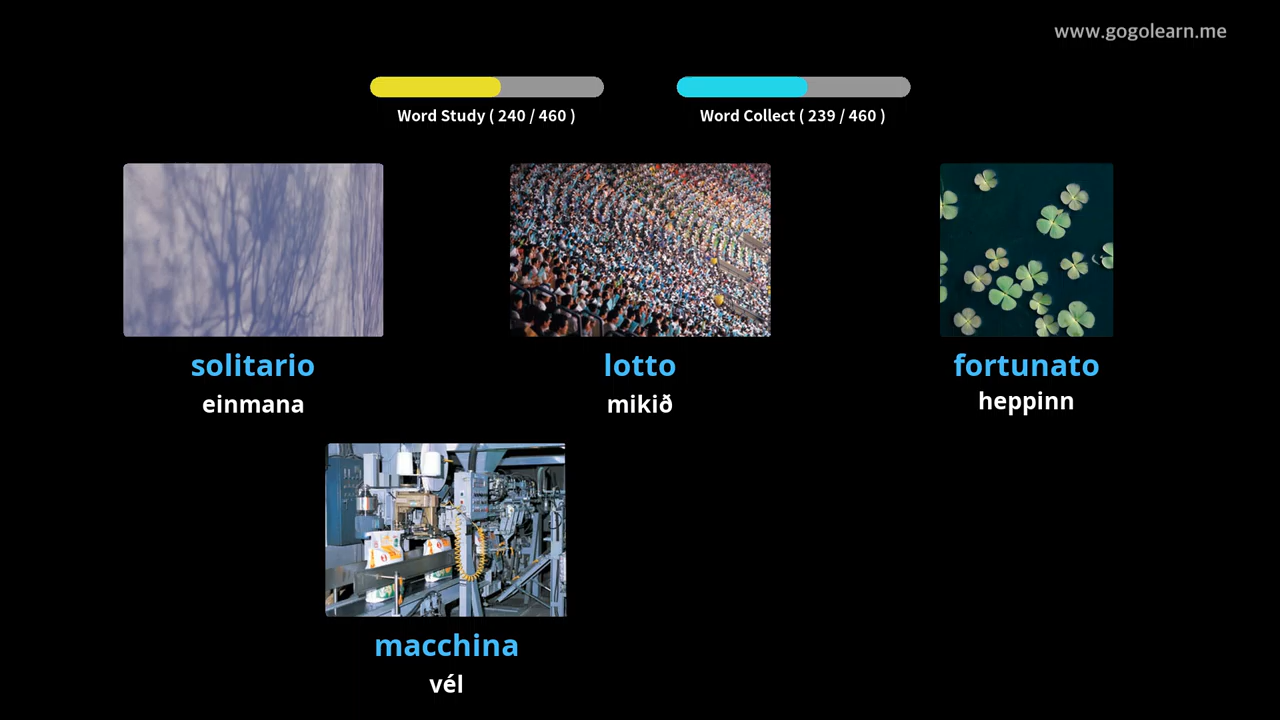 www.gogolearn.me
Word Study ( 240 / 460 )
Word Collect ( 239 / 460 )
solitario
einmana
lotto
mikið
fortunato
heppinn
macchina
vél